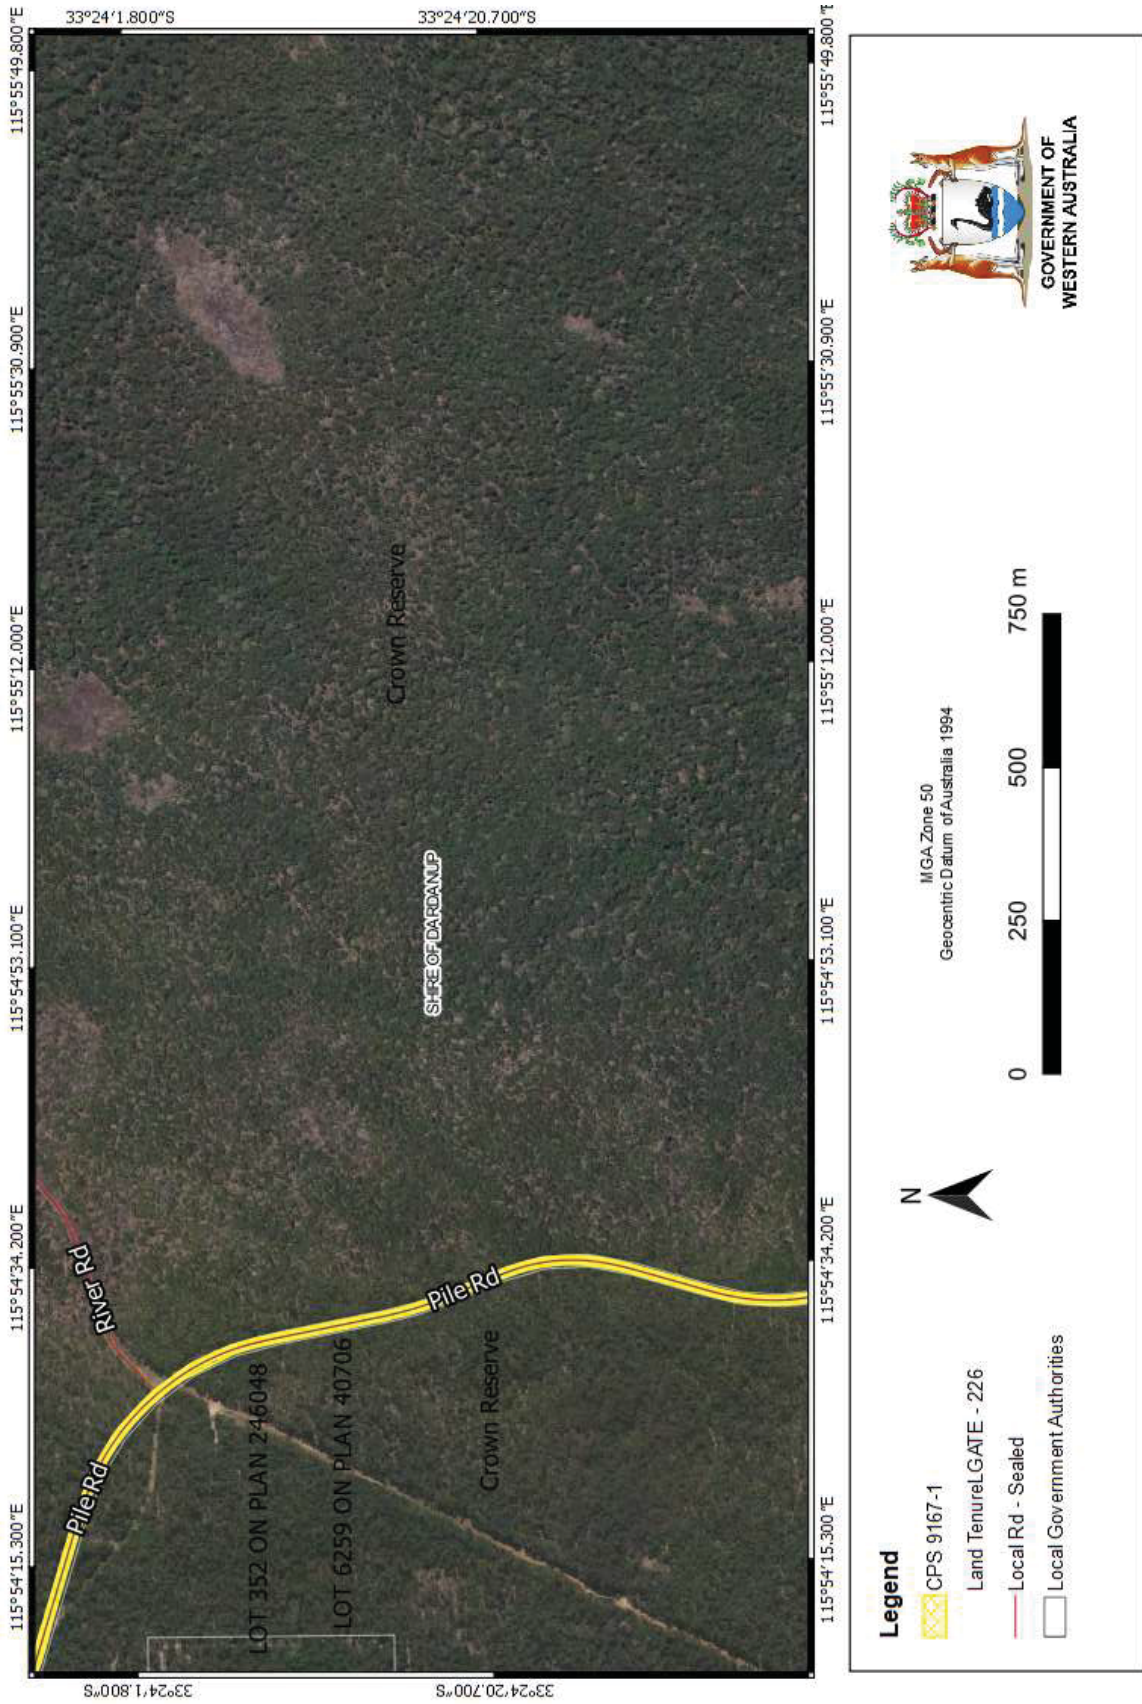 115°54'15.300"E
115°54'34.200"E
115°54'53.100"E
115°55'12.000"E
115°55'30.900"E
115°55'49.800"E
33°24'1.800"S
33°24'1.800"S
33°24'20.700"S
33°24'20.700"S
Pile Rd
River Rd
Pile Rd
LOT 352 ON PLAN 246048
LOT 6259 ON PLAN 40706
Crown Reserve
Crown Reserve
SHIRE OF DARDANUP
115°54'15.300"E
115°54'34.200"E
115°54'53.100"E
115°55'12.000"E
115°55'30.900"E
115°55'49.800"E
Legend
CPS 9167-1
Land TenureLGATE - 226
Local Rd - Sealed
Local Government Authorities
N
MGA Zone 50
Geocentric Datum of Australia 1994
0 250 500 750 m
GOVERNMENT OF
WESTERN AUSTRALIA